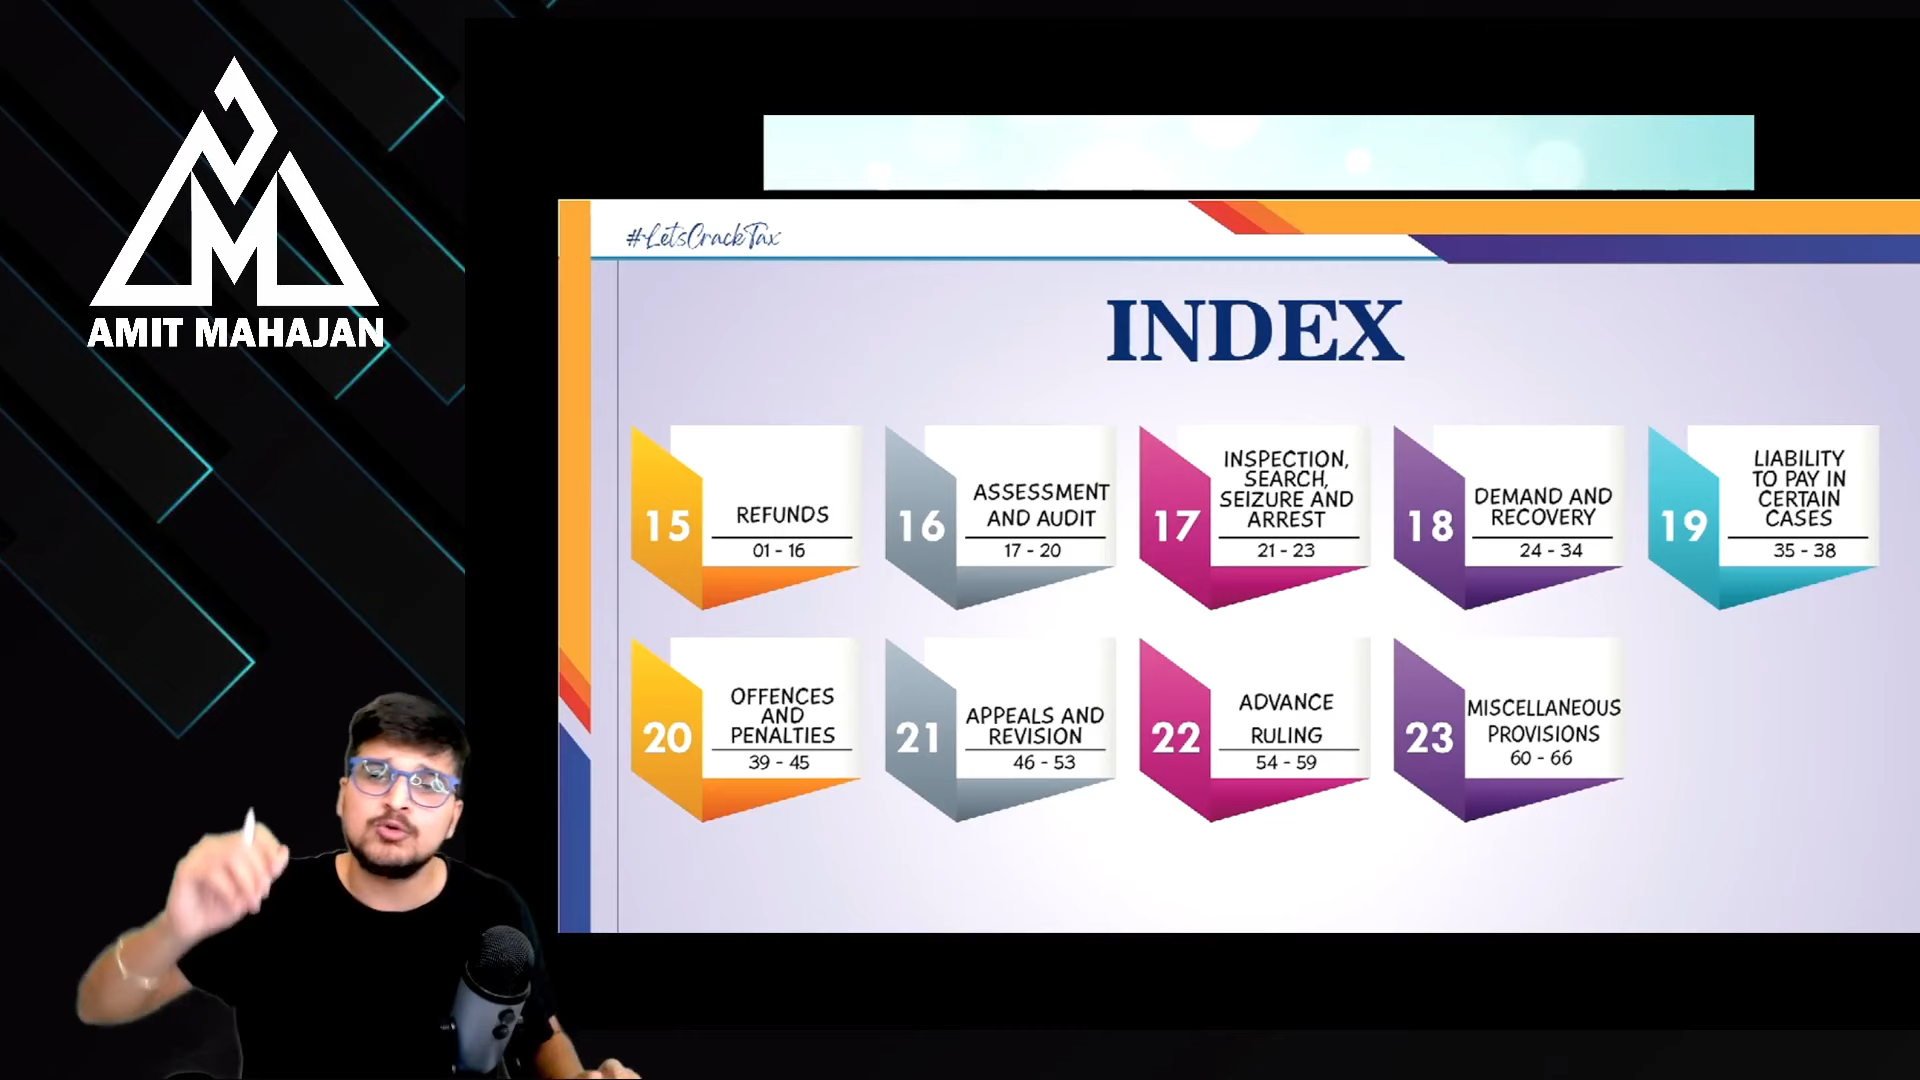 AMIT MAHAJAN
#LetsCrackTax
INDEX
15
REFUNDS
01 - 16
16
ASSESSMENT
AND AUDIT
17 - 20
17
INSPECTION,
SEARCH,
SEIZURE AND
ARREST
21 - 23
18
DEMAND AND
RECOVERY
24 - 34
19
LIABILITY
TO PAY IN
CERTAIN
CASES
35 - 38
20
OFFENCES
AND
PENALTIES
39 - 45
21
APPEALS AND
REVISION
46 - 53
22
ADVANCE
RULING
54 - 59
23
MISCELLANEOUS
PROVISIONS
60 - 66